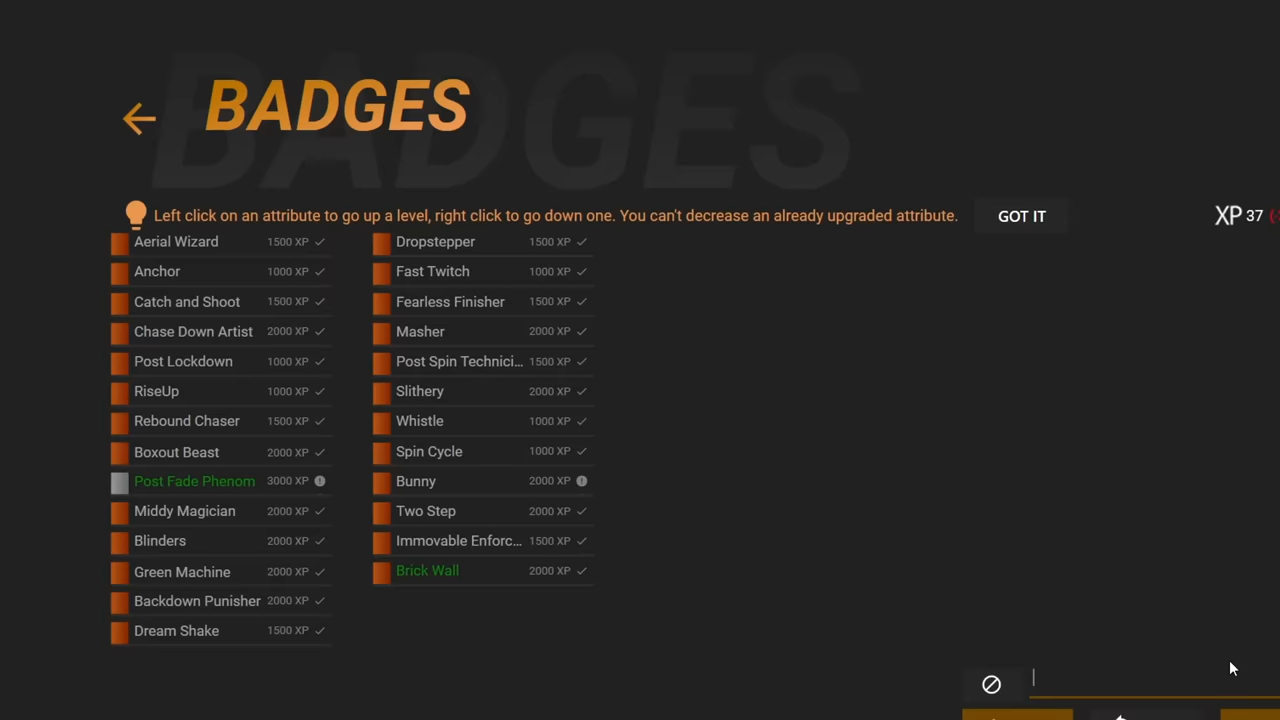 BADGES
Left click on an attribute to go up a level, right click to go down one. You can't decrease an already upgraded attribute.
GOT IT
XP 37
Aerial Wizard 1500 XP
Anchor 1000 XP
Catch and Shoot 1500 XP
Chase Down Artist 2000 XP
Post Lockdown 1000 XP
RiseUp 1000 XP
Rebound Chaser 1500 XP
Boxout Beast 2000 XP
Post Fade Phenom 3000 XP
Middy Magician 2000 XP
Blinders 2000 XP
Green Machine 2000 XP
Backdown Punisher 2000 XP
Dream Shake 1500 XP
Dropstepper 1500 XP
Fast Twitch 1000 XP
Fearless Finisher 1500 XP
Masher 2000 XP
Post Spin Technici... 1500 XP
Slithery 2000 XP
Whistle 1000 XP
Spin Cycle 1000 XP
Bunny 2000 XP
Two Step 2000 XP
Immovable Enforc... 1500 XP
Brick Wall 2000 XP